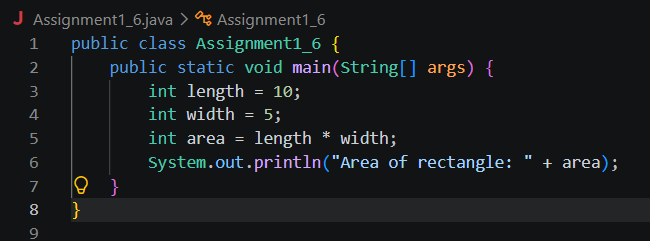 J Assignment1_6.java > Assignment1_6
1 public class Assignment1_6 {
2     public static void main(String[] args) {
3         int length = 10;
4         int width = 5;
5         int area = length * width;
6         System.out.println("Area of rectangle: " + area);
7     }
8 }
9